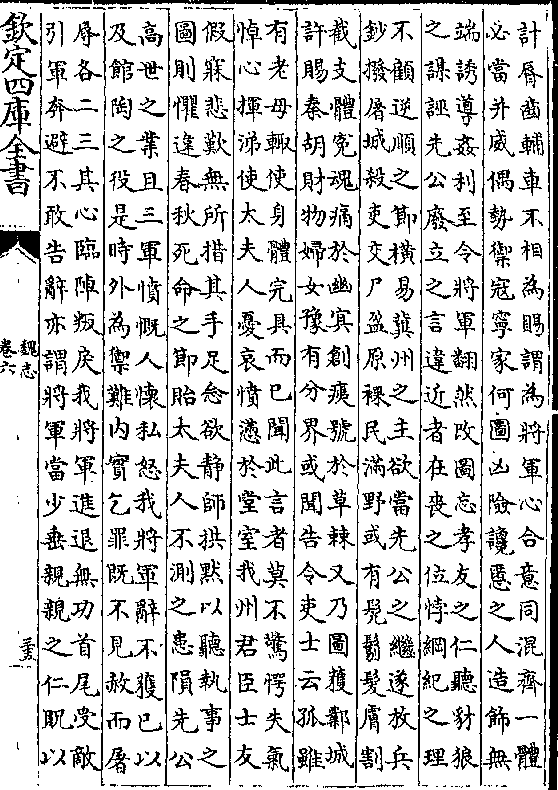 計脣齒輔車不相為賜謂為將軍心合意同混齊一體
必當并威偶勢禦寇寧家何圖凶險讒慝之人造飾無
端誘導姦利至令將軍翻然改圖忘孝友之仁聽豺狼
之謀誣先公廢立之言違近者在喪之位悖綱紀之理
不顧逆順之節橫易冀州之主欲當先公之繼遂放兵
鈔撥屠城殺吏交尸盈原裸民滿野或有髠鬄髮膚割
截支體冤魂痛於幽冥創痍號於草棘又乃圖獲鄴城
許賜秦胡財物婦女豫有分界或聞告令吏士云孤雖
有老母輒使身體完具而已聞此言者莫不驚愕失氣
悼心揮涕使太夫人憂哀憤懣於堂室我州君臣士友
假寐悲歎無所措其手足念欲靜師拱默以聽執事之
圖則懼違春秋死命之節貽太夫人不測之患隕先公
高世之業且三軍憤慨人懷私怒我將軍辭不獲已以
及館陶之役是時外為禦難內實乞罪既不見赦而屠
辱各二三其心臨陣叛戾我將軍進退無功首尾受敵
引軍奔避不敢告辭亦謂將軍當少垂親親之仁貺以
欽定四庫全書
魏志
卷六